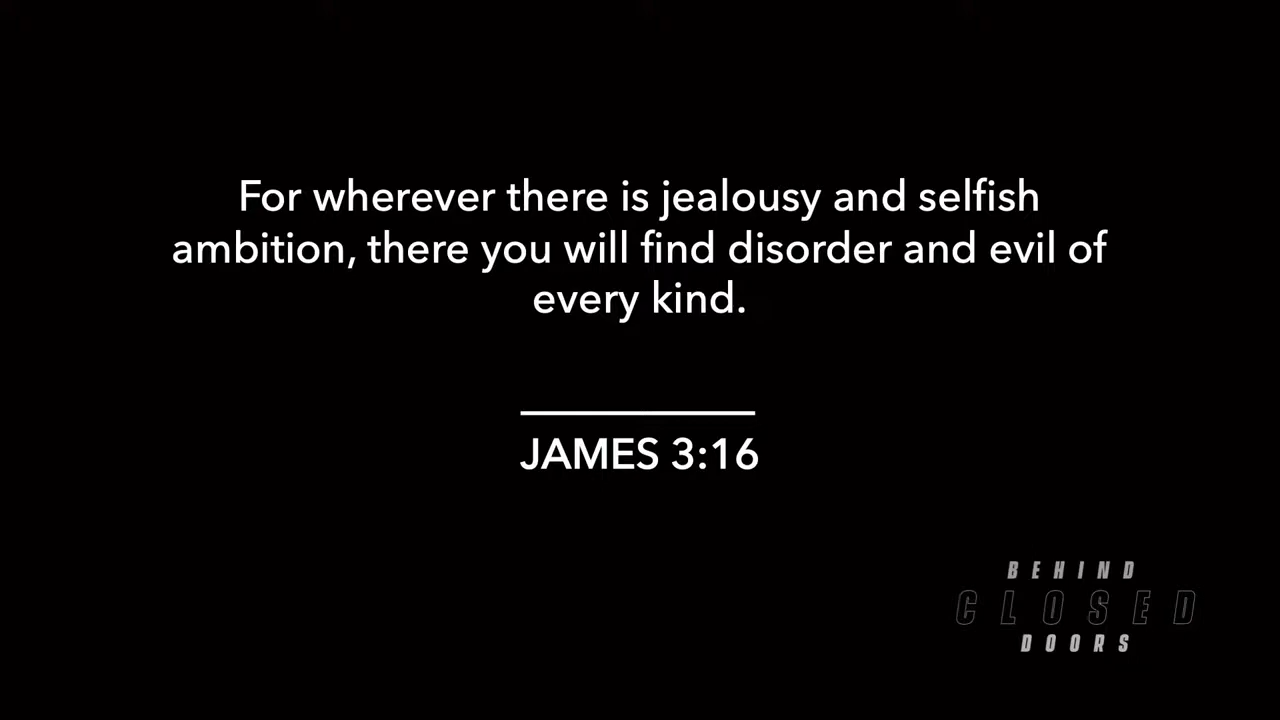 For wherever there is jealousy and selfish
ambition, there you will find disorder and evil of
every kind.
JAMES 3:16
BEHIND
CLOSED
DOORS